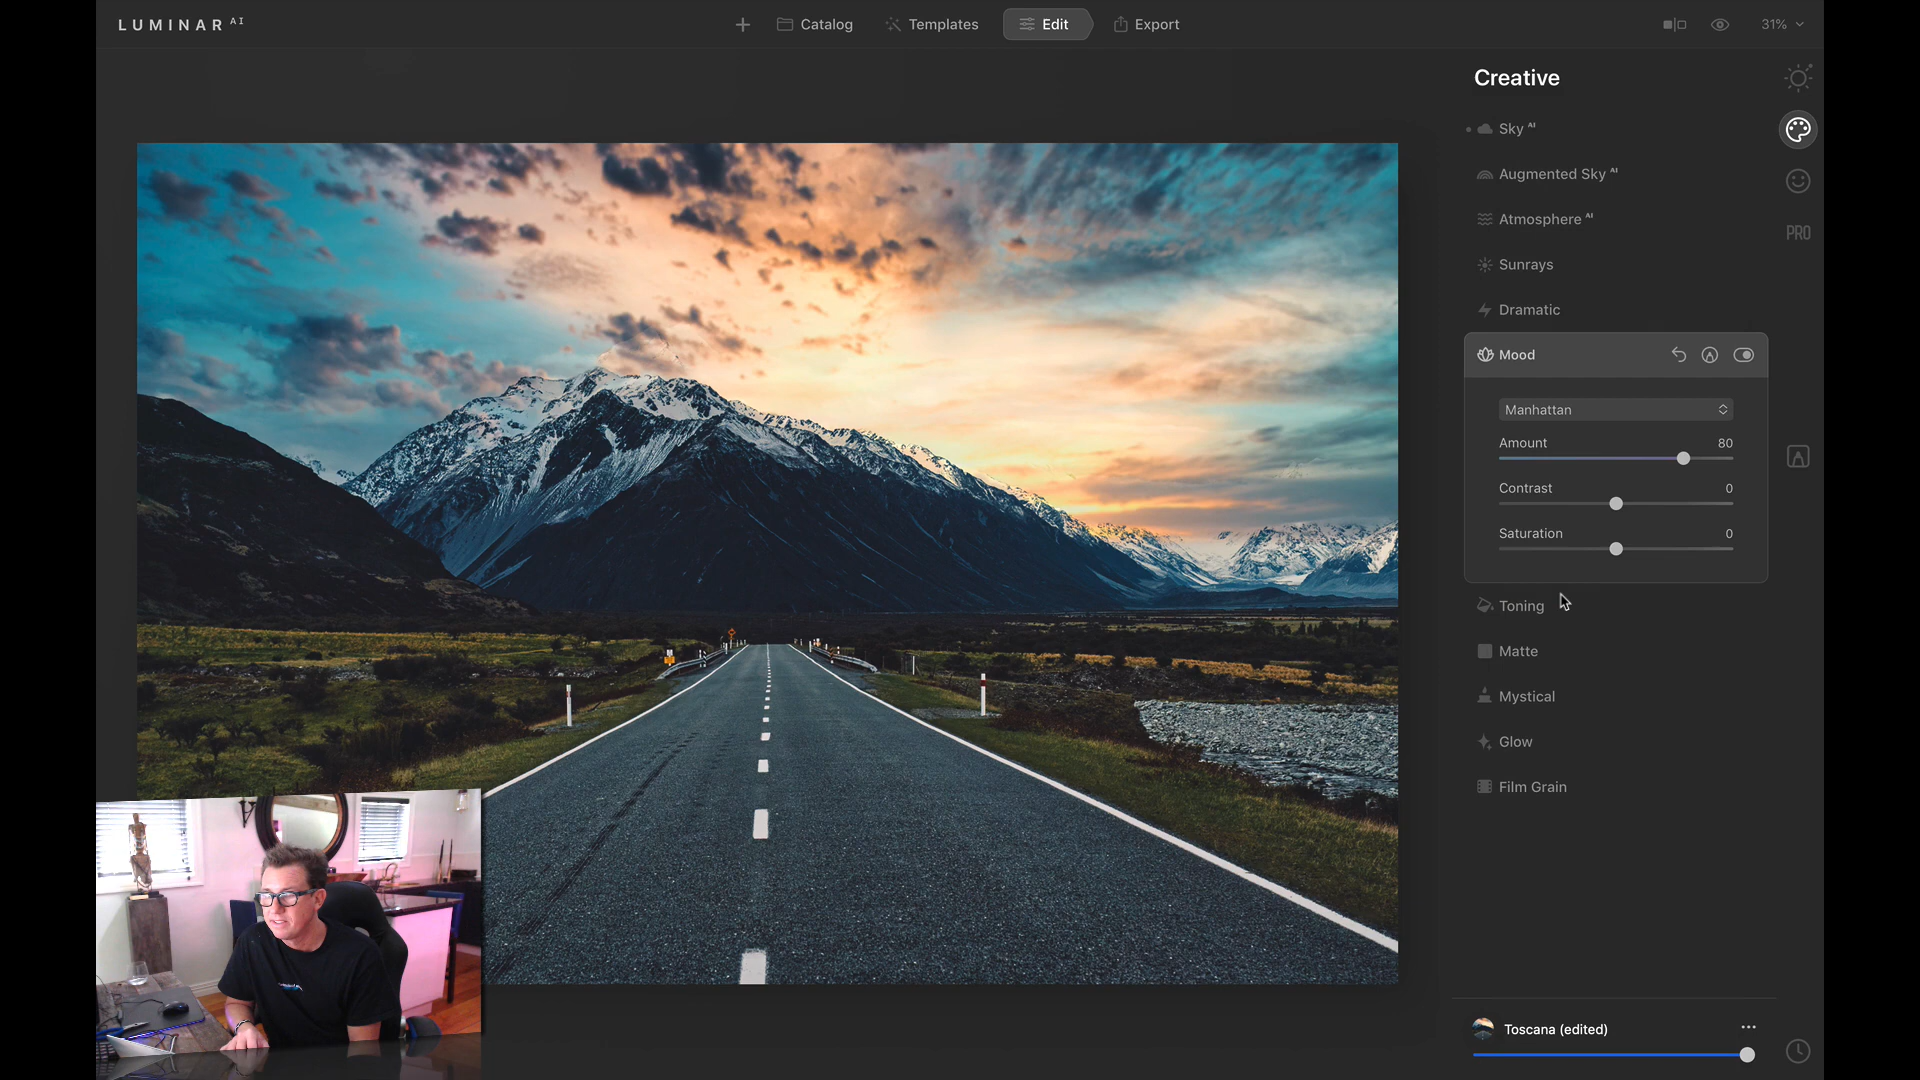 LUMINAR AI
Catalog
Templates
Edit
Export
31%
Creative
Sky AI
Augmented Sky AI
Atmosphere AI
Sunrays
PRO
Dramatic
Mood
Manhattan
Amount 80
Contrast 0
Saturation 0
Toning
Matte
Mystical
Glow
Film Grain
Toscana (edited)